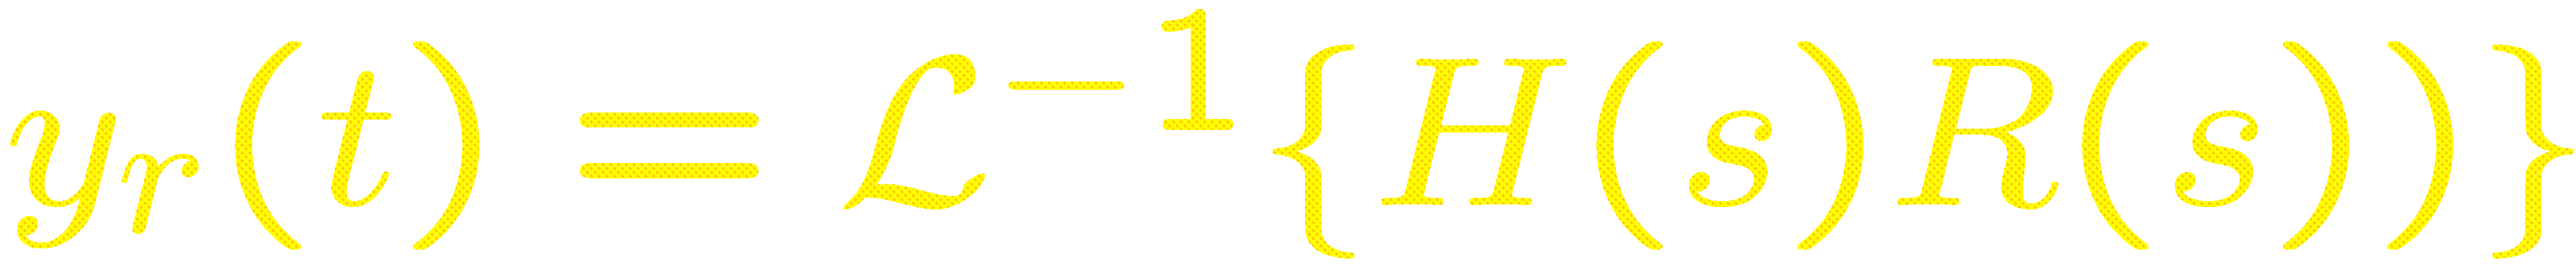 y_r(t) = \mathcal{L}^{-1}\{H(s)R(s))\}